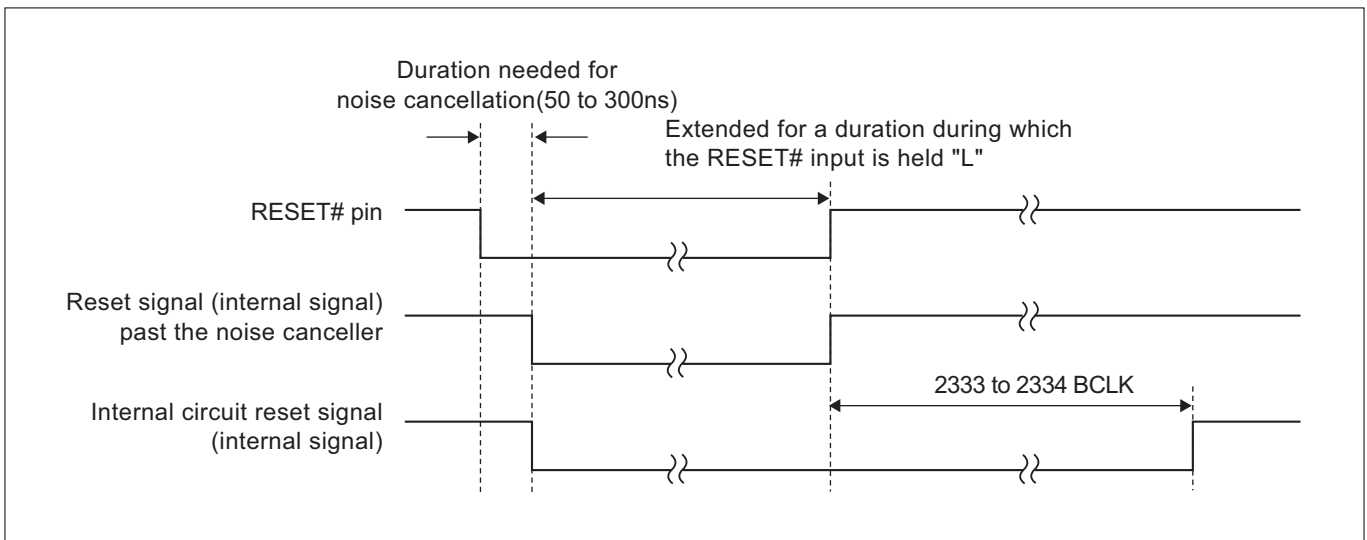 Duration needed for
noise cancellation(50 to 300ns)
Extended for a duration during which
the RESET# input is held "L"
RESET# pin
Reset signal (internal signal)
past the noise canceller
2333 to 2334 BCLK
Internal circuit reset signal
(internal signal)